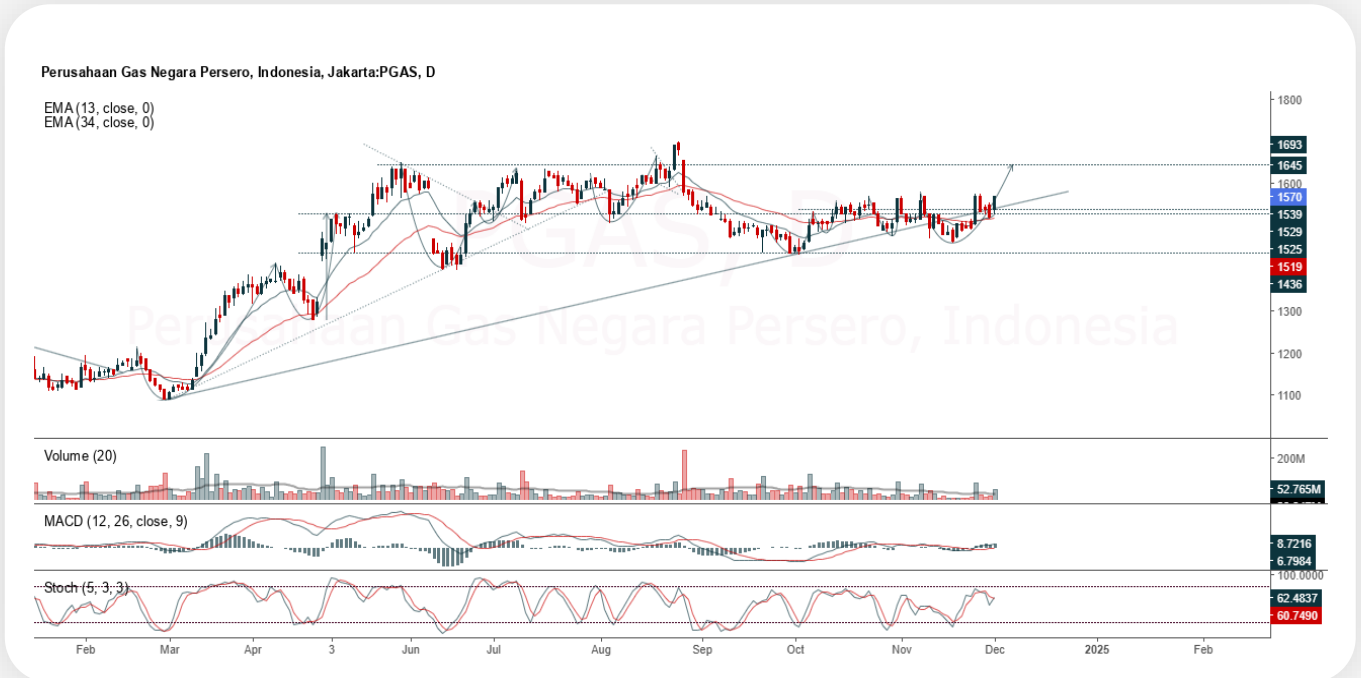 Perusahaan Gas Negara Persero, Indonesia, Jakarta:PGAS, D
EMA (13, close, 0)
EMA (34, close, 0)
PGAS, D
Perusahaan Gas Negara Persero, Indonesia
1800
1693
1645
1600
1570
1539
1529
1525
1519
1436
1300
1200
1100
Volume (20)
200M
52.765M
MACD (12, 26, close, 9)
8.7216
6.7984
Stoch (5, 3, 3)
100.0000
62.4837
60.7490
Feb Mar Apr 3 Jun Jul Aug Sep Oct Nov Dec 2025 Feb